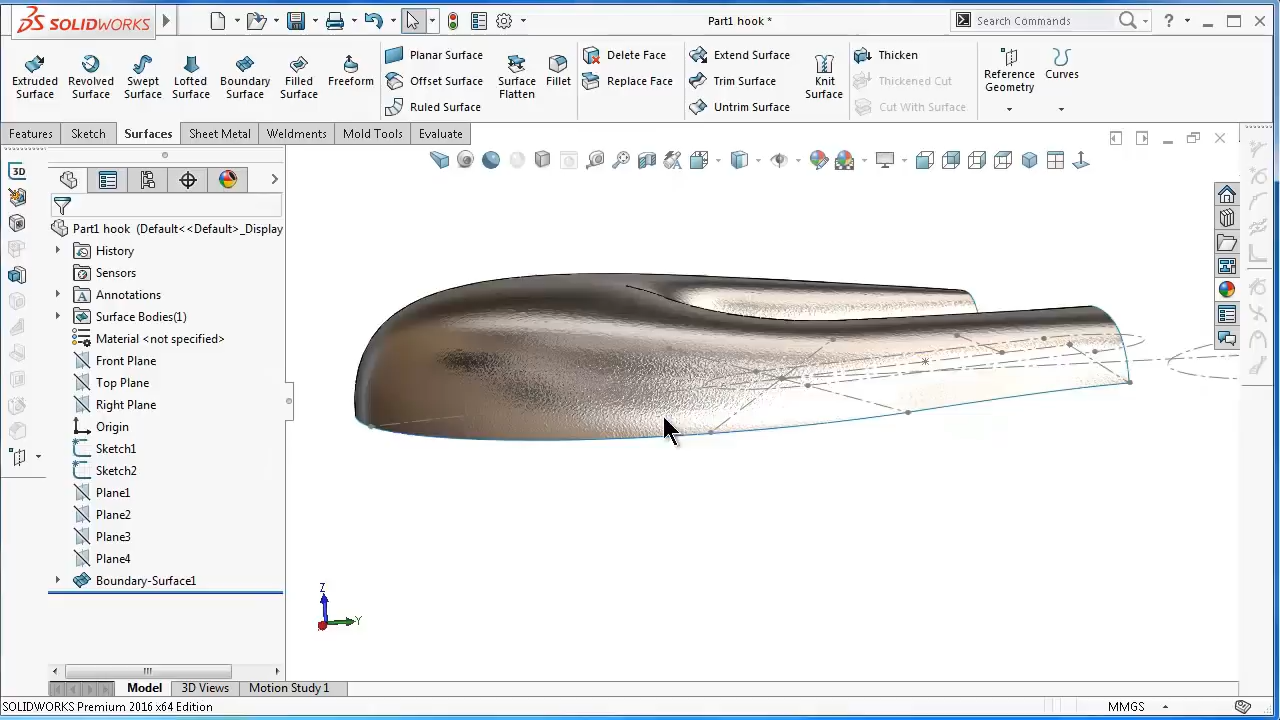 SOLIDWORKS
Part1 hook *
Search Commands
?
Extruded Surface
Revolved Surface
Swept Surface
Lofted Surface
Boundary Surface
Filled Surface
Freeform
Planar Surface
Offset Surface
Ruled Surface
Surface Flatten
Fillet
Delete Face
Replace Face
Extend Surface
Trim Surface
Untrim Surface
Knit Surface
Thicken
Thickened Cut
Cut With Surface
Reference Geometry
Curves
Features
Sketch
Surfaces
Sheet Metal
Weldments
Mold Tools
Evaluate
3D
Part1 hook (Default<<Default>_Display
History
Sensors
Annotations
Surface Bodies(1)
Material <not specified>
Front Plane
Top Plane
Right Plane
Origin
Sketch1
Sketch2
Plane1
Plane2
Plane3
Plane4
Boundary-Surface1
Z
Y
Model
3D Views
Motion Study 1
SOLIDWORKS Premium 2016 x64 Edition
MMGS